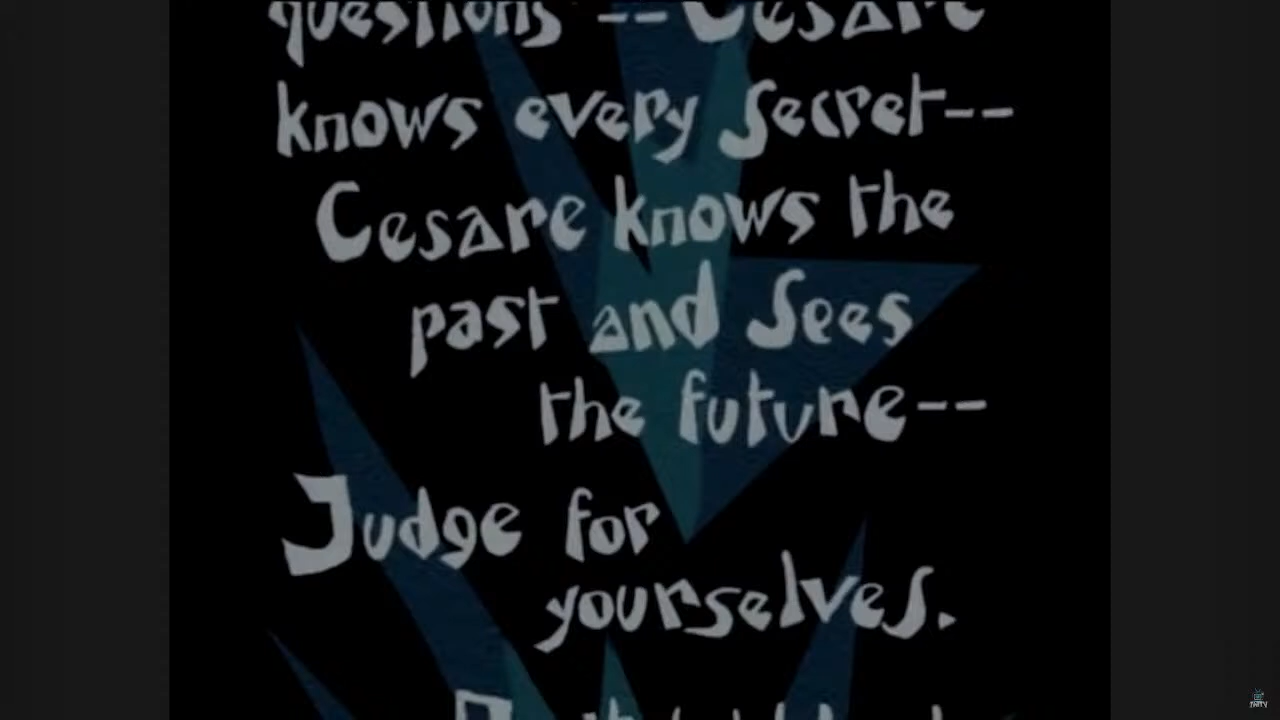 questions -- Cesare
knows every secret--
Cesare knows the
past and Sees
the future--
Judge for
yourselves.